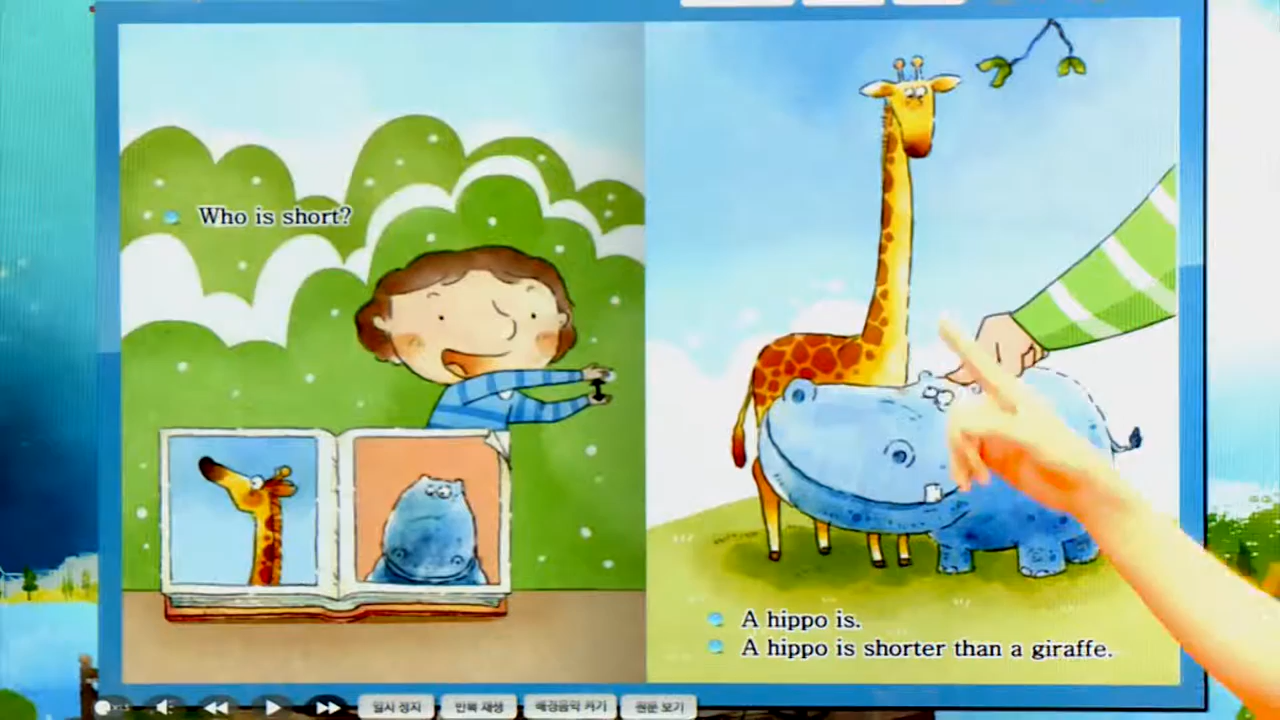 Who is short?
A hippo is.
A hippo is shorter than a giraffe.
일시 정지
반복 재생
배경음악 켜기
원문 보기